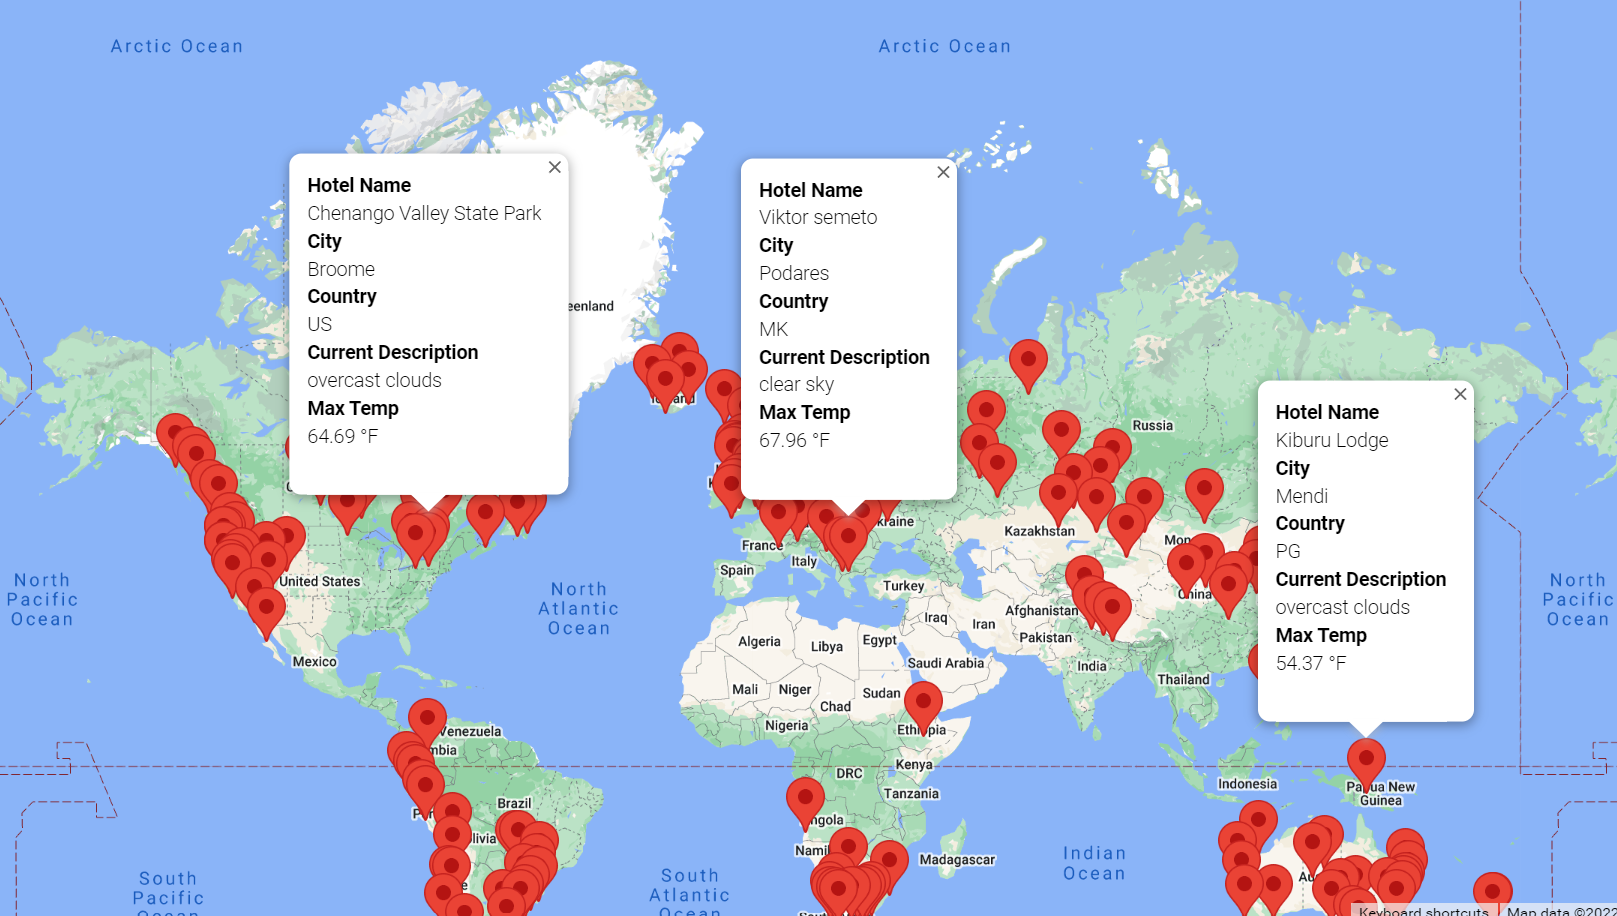 Arctic Ocean
Arctic Ocean
Hotel Name
Chenango Valley State Park
City
Broome
Country
US
Current Description
overcast clouds
Max Temp
64.69 °F
Hotel Name
Viktor semeto
City
Podares
Country
MK
Current Description
clear sky
Max Temp
67.96 °F
Hotel Name
Kiburu Lodge
City
Mendi
Country
PG
Current Description
overcast clouds
Max Temp
54.37 °F
eenland
Russia
kraine
Kazakhstan
Mon
France
Italy
Spain
Turkey
China
United States
North
Pacific
Ocean
North
Atlantic
Ocean
North
Pacific
Ocean
Afghanistan
Iraq
Iran
Pakistan
Algeria
Libya
Egypt
Mexico
Saudi Arabia
India
Thailand
Mali
Niger
Sudan
Chad
Nigeria
Ethiopia
Venezuela
mbia
Kenya
DRC
Indonesia
Papua New
Guinea
Tanzania
Brazil
ngola
livia
Nami
Madagascar
Indian
Ocean
South
Pacific
Ocean
South
Atlantic
Ocean
Au
Keyboard shortcuts
Map data ©2022